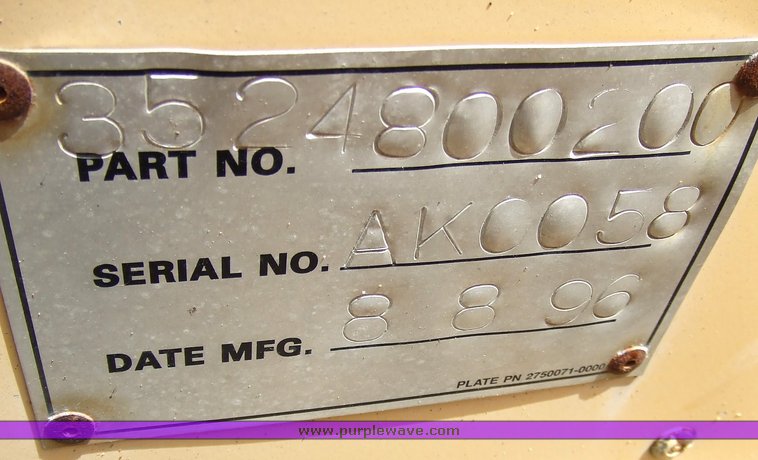 3524800200
PART NO.
SERIAL NO. AK0058
DATE MFG. 8 8 96
PLATE PN 2750071-0000
www.purplewave.com